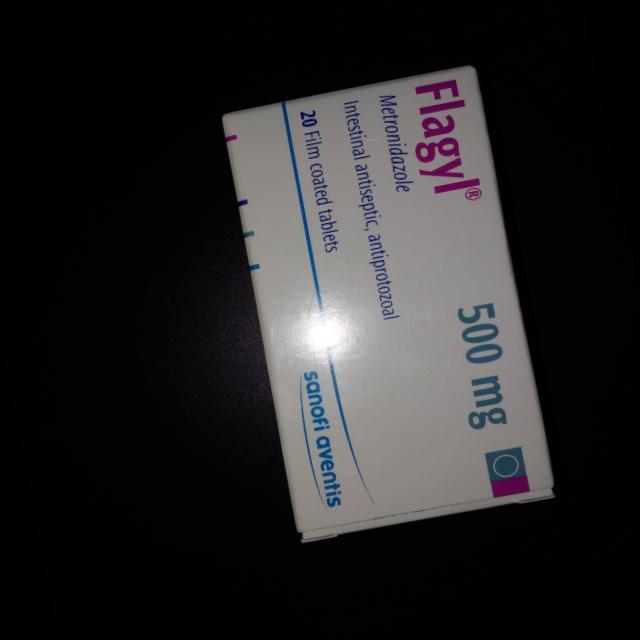 Flagyl® 500 mg
Metronidazole
Intestinal antiseptic, antiprotozoal
20 Film coated tablets
sanofi aventis